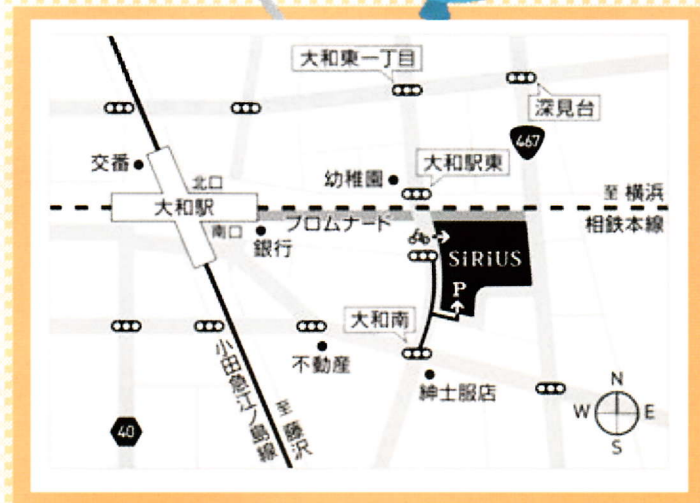 大和東一丁目
深見台
467
交番
北口
幼稚園
大和駅東
至 横浜
大和駅
プロムナード
相鉄本線
南口
銀行
SiRiUS
P
大和南
不動産
紳士服店
小田急江ノ島線
至 藤沢
40
N
W E
S